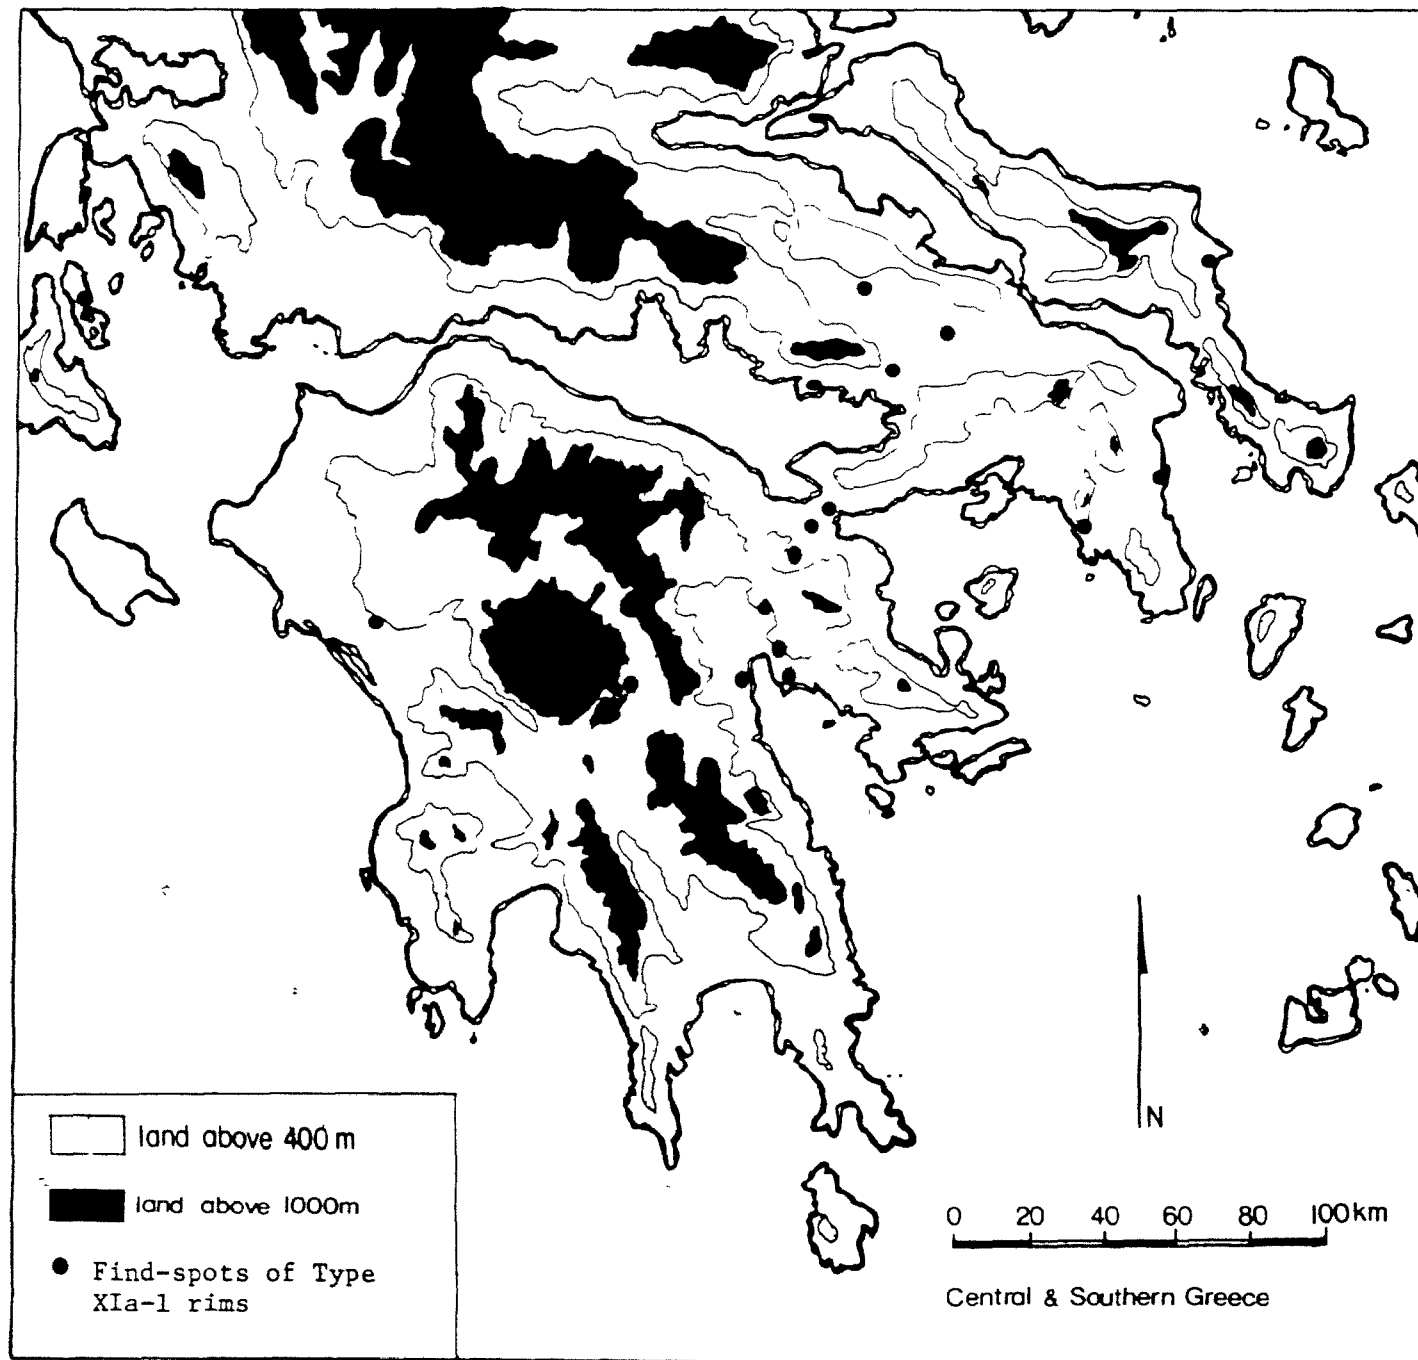 land above 400m
land above 1000m
Find-spots of Type
XIa-1 rims
N
0 20 40 60 80 100km
Central & Southern Greece